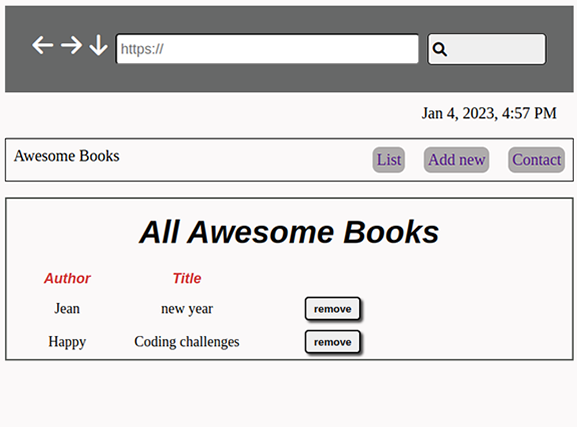 https://
Jan 4, 2023, 4:57 PM
Awesome Books List Add new Contact
All Awesome Books
Author Title
Jean new year remove
Happy Coding challenges remove